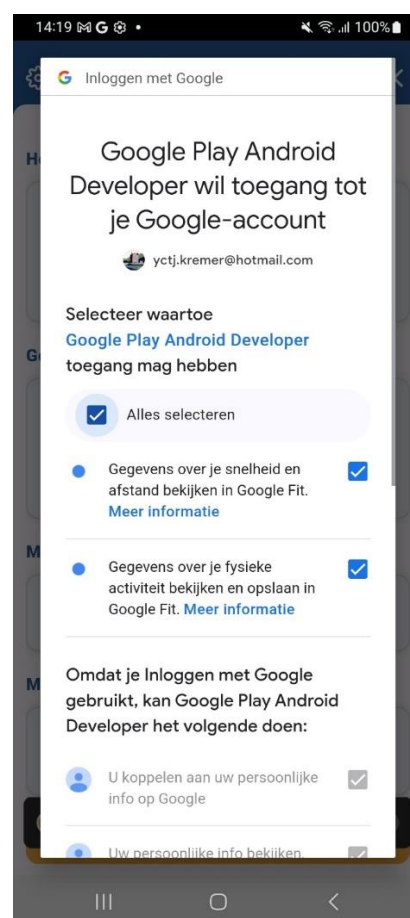 14:19 100%
Inloggen met Google
Google Play Android
Developer wil toegang tot
je Google-account
yctj.kremer@hotmail.com
Selecteer waartoe
Google Play Android Developer
toegang mag hebben
Alles selecteren
Gegevens over je snelheid en
afstand bekijken in Google Fit.
Meer informatie
Gegevens over je fysieke
activiteit bekijken en opslaan in
Google Fit. Meer informatie
Omdat je Inloggen met Google
gebruikt, kan Google Play Android
Developer het volgende doen:
U koppelen aan uw persoonlijke
info op Google
Uw persoonlijke info bekijken,